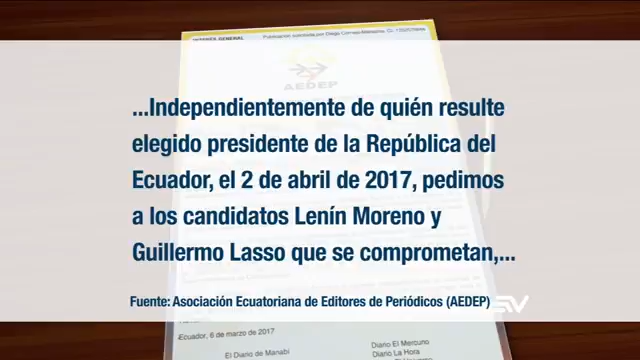 INTERÉS GENERAL
AEDEP
...Independientemente de quién resulte
elegido presidente de la República del
Ecuador, el 2 de abril de 2017, pedimos
a los candidatos Lenín Moreno y
Guillermo Lasso que se comprometan,...
Fuente: Asociación Ecuatoriana de Editores de Periódicos (AEDEP)
Ecuador, 6 de marzo de 2017
El Diario de Manabí
Diario El Mercurio
Diario La Hora